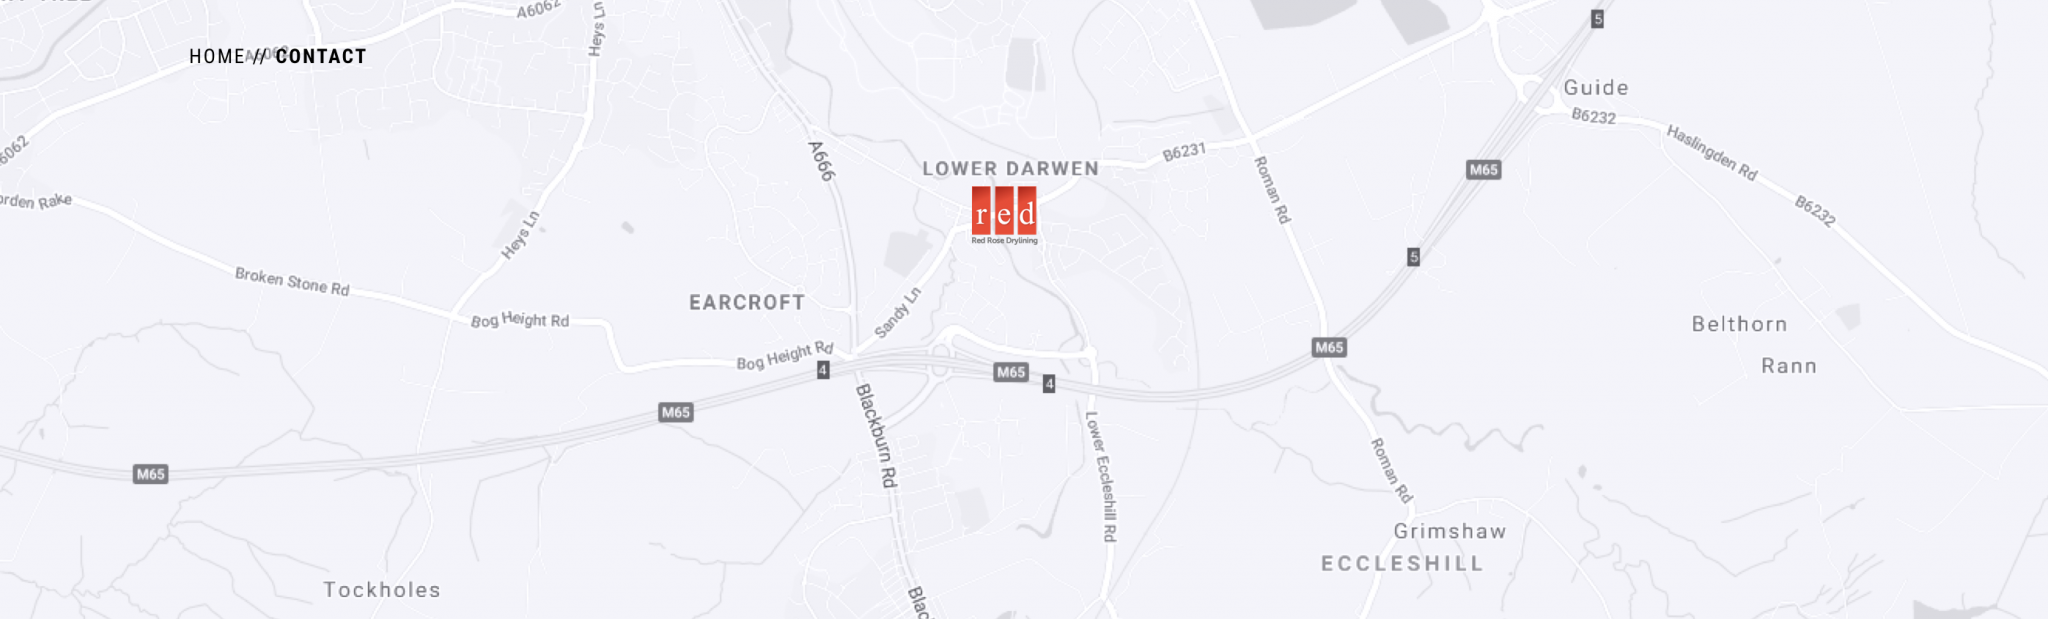 A6062
Heys Ln
5
HOME // CONTACT
A6062
Guide
B6232
Haslingden Rd
6062
A666
B6231
LOWER DARWEN
Roman Rd
M65
orden Rake
r e d
Red Rose Drylining
B6232
Heys Ln
5
Broken Stone Rd
EARCROFT
Sandy Ln
Bog Height Rd
Belthorn
Bog Height Rd
M65
Rann
4
M65
4
M65
Blackburn Rd
Lower Eccleshill Rd
M65
Roman Rd
Grimshaw
ECCLESHILL
Tockholes
Blac